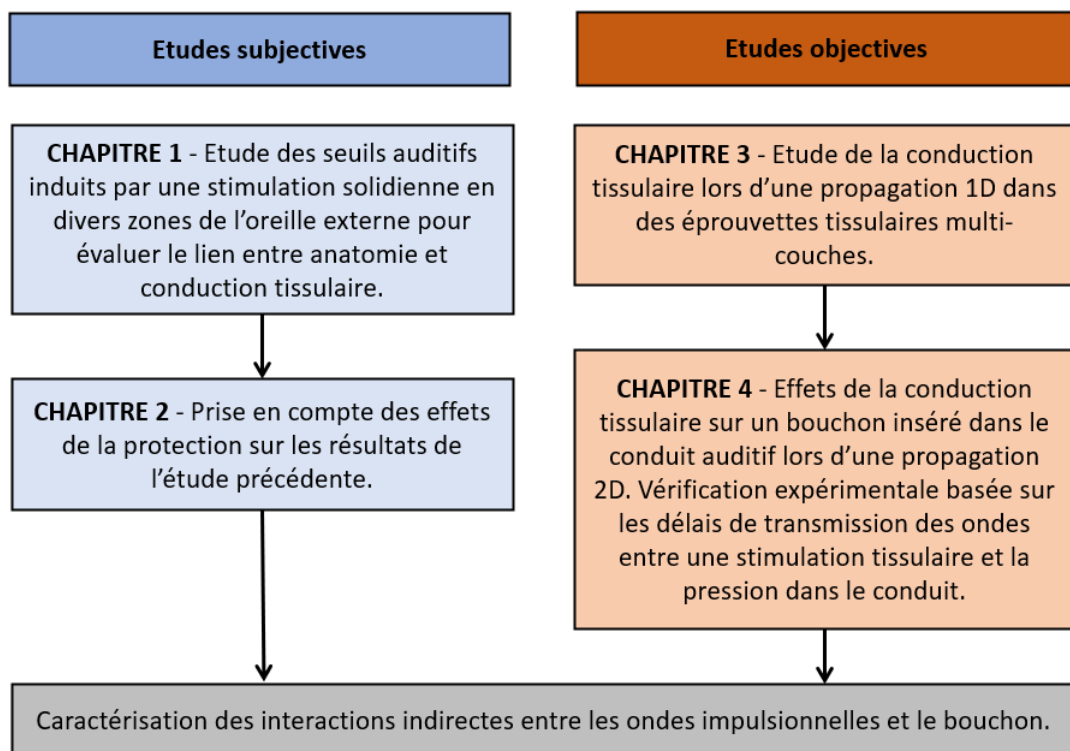 Etudes subjectives
CHAPITRE 1 - Etude des seuils auditifs
induits par une stimulation solidienne en
divers zones de l'oreille externe pour
évaluer le lien entre anatomie et
conduction tissulaire.
CHAPITRE 2 - Prise en compte des effets
de la protection sur les résultats de
l'étude précédente.
Etudes objectives
CHAPITRE 3 - Etude de la conduction
tissulaire lors d'une propagation 1D dans
des éprouvettes tissulaires multi-
couches.
CHAPITRE 4 - Effets de la conduction
tissulaire sur un bouchon inséré dans le
conduit auditif lors d'une propagation
2D. Vérification expérimentale basée sur
les délais de transmission des ondes
entre une stimulation tissulaire et la
pression dans le conduit.
Caractérisation des interactions indirectes entre les ondes impulsionnelles et le bouchon.